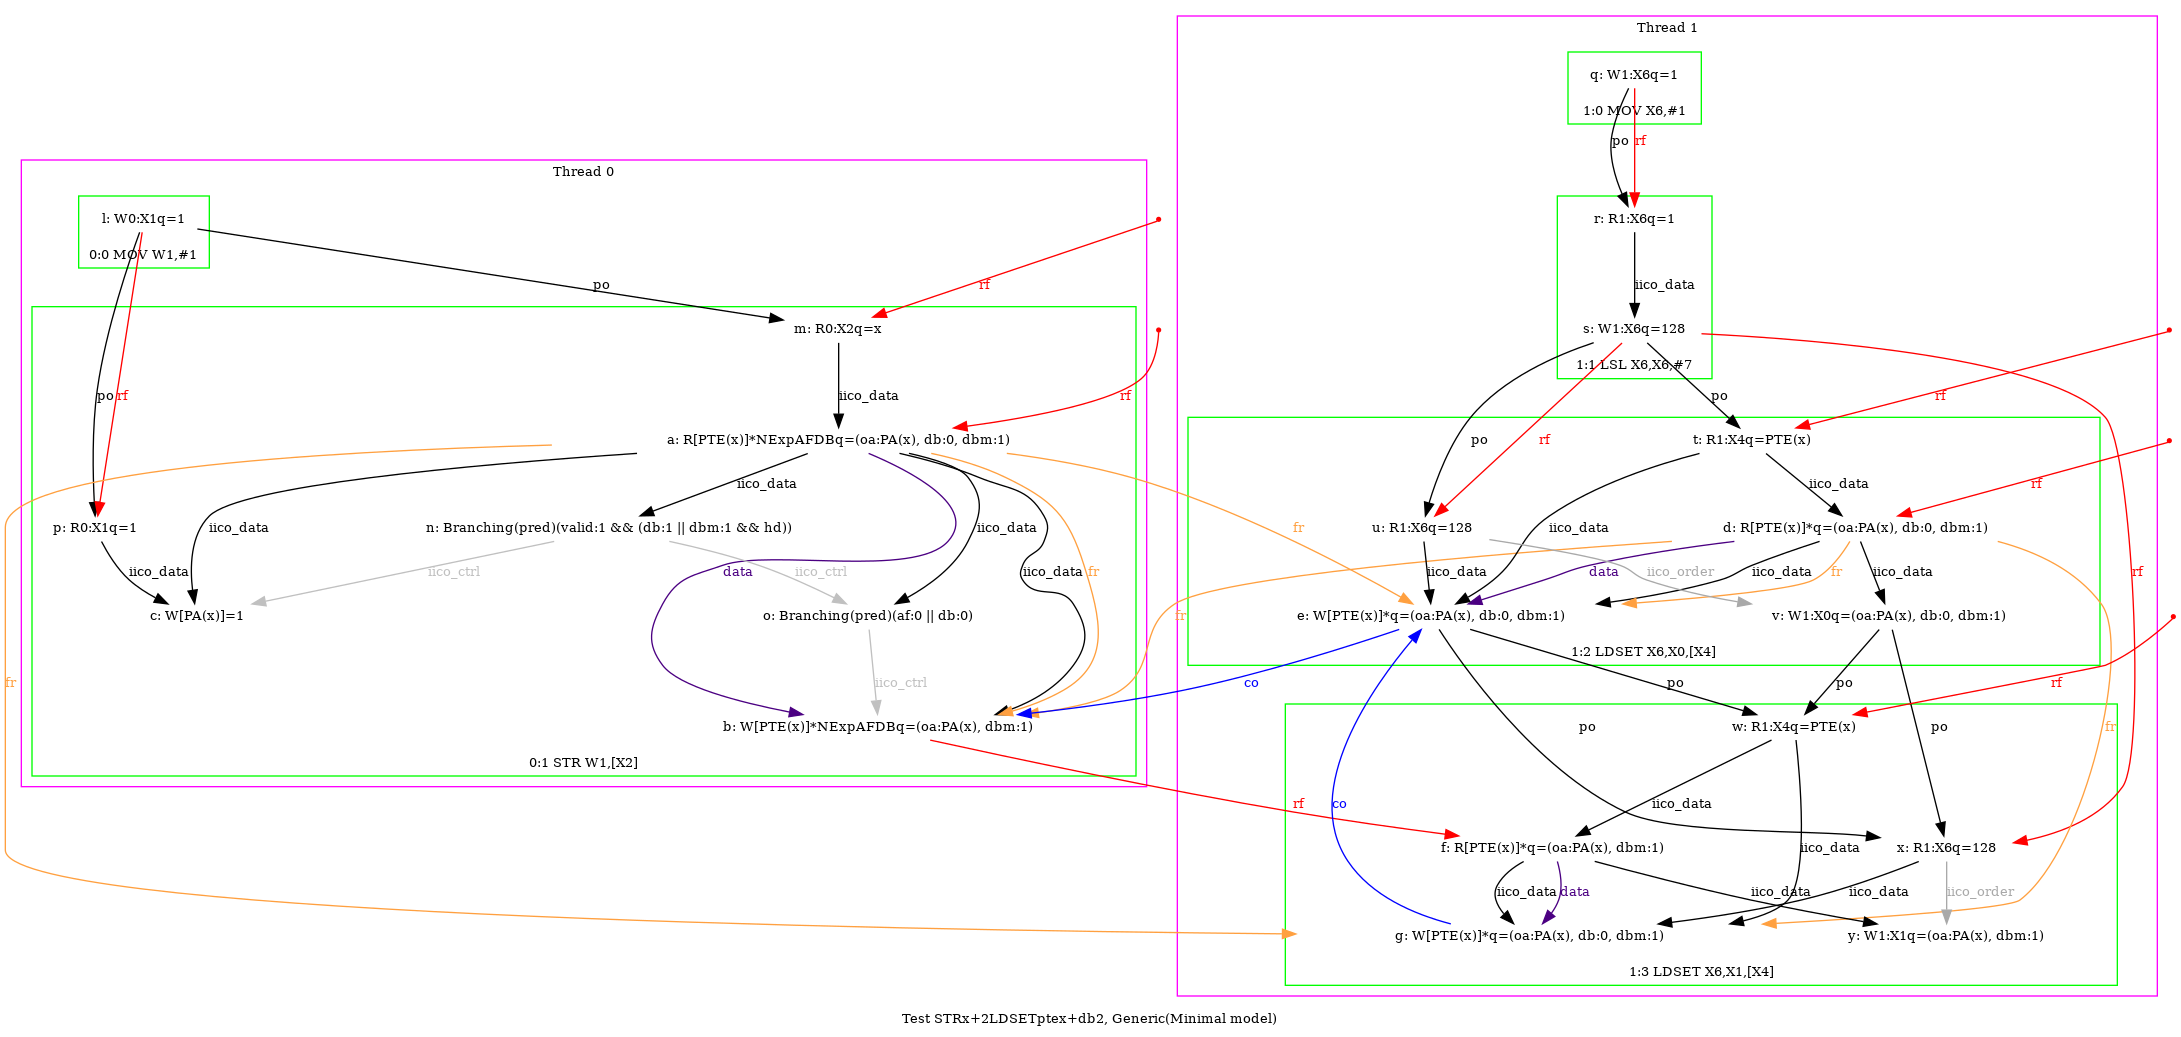 Thread 1
q: W1:X6q=1
1:0 MOV X6,#1
po
rf
Thread 0
l: W0:X1q=1
0:0 MOV W1,#1
r: R1:X6q=1
po
rf
iico_data
m: R0:X2q=x
s: W1:X6q=128
1:1 LSL X6,X6,#7
po
rf
iico_data
rf
po
rf
a: R[PTE(x)]*NExpAFDBq=(oa:PA(x), db:0, dbm:1)
po
rf
t: R1:X4q=PTE(x)
iico_data
iico_data
rf
p: R0:X1q=1
iico_data
n: Branching(pred)(valid:1 && (db:1 || dbm:1 && hd))
iico_data
fr
u: R1:X6q=128
iico_data
d: R[PTE(x)]*q=(oa:PA(x), db:0, dbm:1)
iico_data
iico_ctrl
data
iico_ctrl
iico_data
fr
iico_data
iico_order
data
iico_data
fr
iico_data
rf
c: W[PA(x)]=1
o: Branching(pred)(af:0 || db:0)
fr
e: W[PTE(x)]*q=(oa:PA(x), db:0, dbm:1)
v: W1:X0q=(oa:PA(x), db:0, dbm:1)
1:2 LDSET X6,X0,[X4]
fr
iico_ctrl
co
po
po
rf
b: W[PTE(x)]*NExpAFDBq=(oa:PA(x), dbm:1)
po
w: R1:X4q=PTE(x)
po
fr
0:1 STR W1,[X2]
rf
co
iico_data
f: R[PTE(x)]*q=(oa:PA(x), dbm:1)
iico_data
x: R1:X6q=128
iico_data
data
iico_data
iico_data
iico_order
g: W[PTE(x)]*q=(oa:PA(x), db:0, dbm:1)
y: W1:X1q=(oa:PA(x), dbm:1)
1:3 LDSET X6,X1,[X4]
Test STRx+2LDSETptex+db2, Generic(Minimal model)